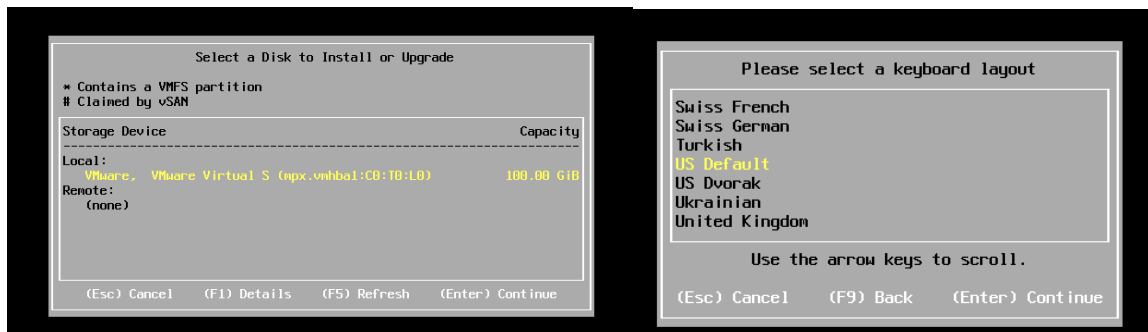 Select a Disk to Install or Upgrade
* Contains a VMFS partition
# Claimed by vSAN
Storage Device Capacity
Local:
VMware, VMware Virtual S (mpx.vmhba1:C0:T0:L0) 100.00 GiB
Remote:
(none)
(Esc) Cancel (F1) Details (F5) Refresh (Enter) Continue
Please select a keyboard layout
Swiss French
Swiss German
Turkish
US Default
US Dvorak
Ukrainian
United Kingdom
Use the arrow keys to scroll.
(Esc) Cancel (F9) Back (Enter) Continue